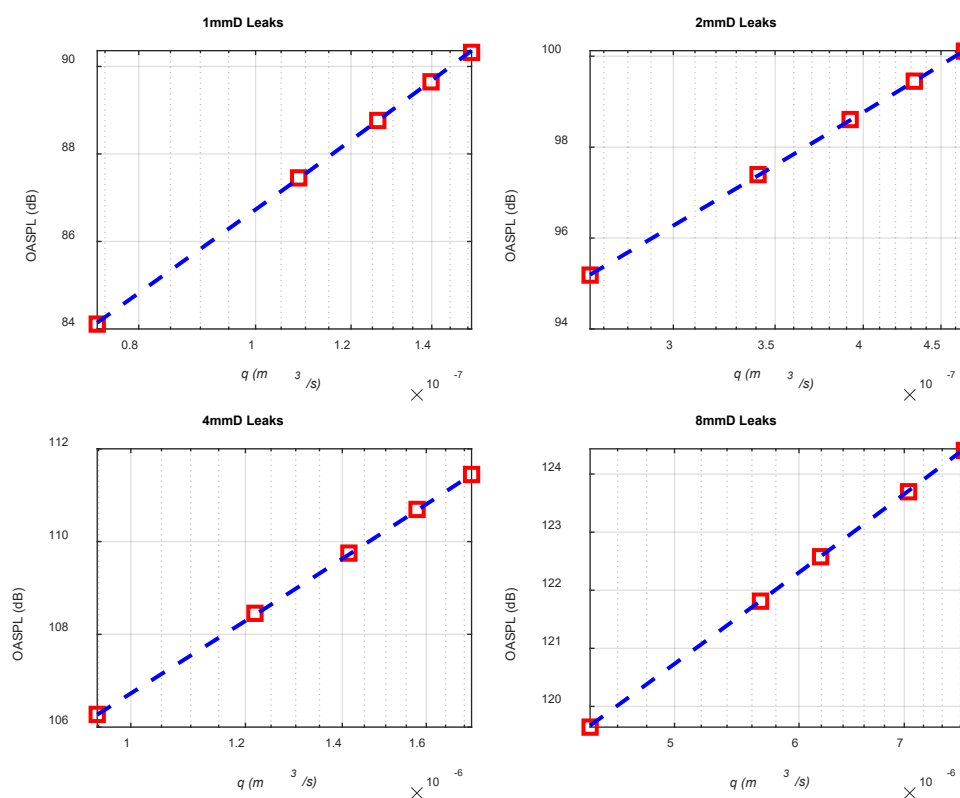 1mmD Leaks
90
88
86
84
OASPL (dB)
0.8
1
1.2
1.4
q (m 3 /s)
× 10 -7
2mmD Leaks
100
98
96
94
OASPL (dB)
3
3.5
4
4.5
q (m 3 /s)
× 10 -7
4mmD Leaks
112
110
108
106
OASPL (dB)
1
1.2
1.4
1.6
q (m 3 /s)
× 10 -6
8mmD Leaks
124
123
122
121
120
OASPL (dB)
5
6
7
q (m 3 /s)
× 10 -6